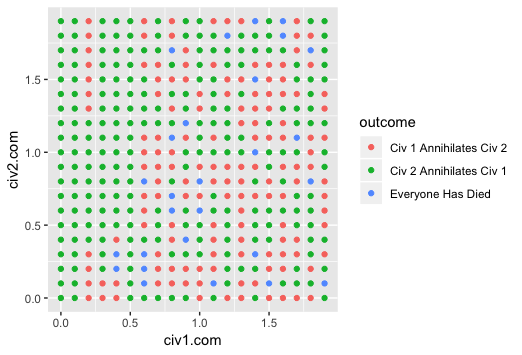 civ2.com
1.5
1.0
0.5
0.0
0.0 0.5 1.0 1.5
civ1.com
outcome
Civ 1 Annihilates Civ 2
Civ 2 Annihilates Civ 1
Everyone Has Died